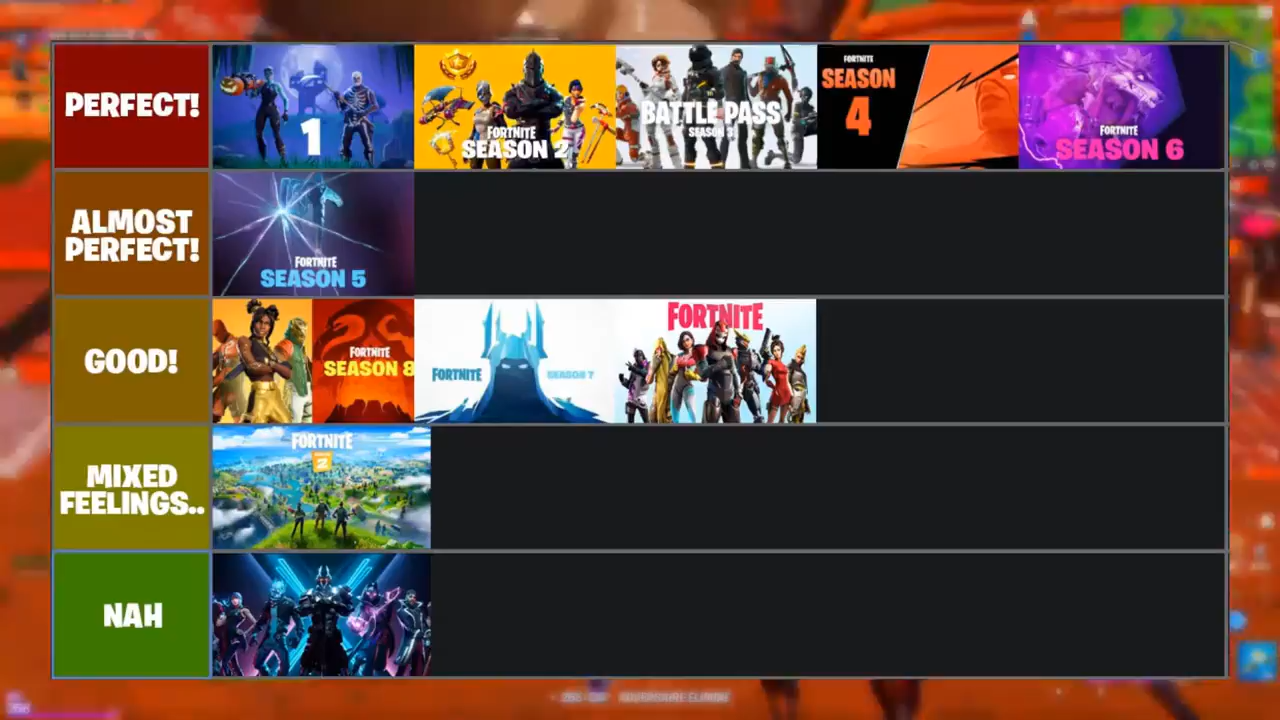 PERFECT!
1
FORTNITE
SEASON 2
BATTLE PASS
SEASON 3
FORTNITE
SEASON
4
FORTNITE
SEASON 6
ALMOST
PERFECT!
FORTNITE
SEASON 5
GOOD!
FORTNITE
SEASON 8
FORTNITE
SEASON 7
FORTNITE
MIXED
FEELINGS..
FORTNITE
2
NAH